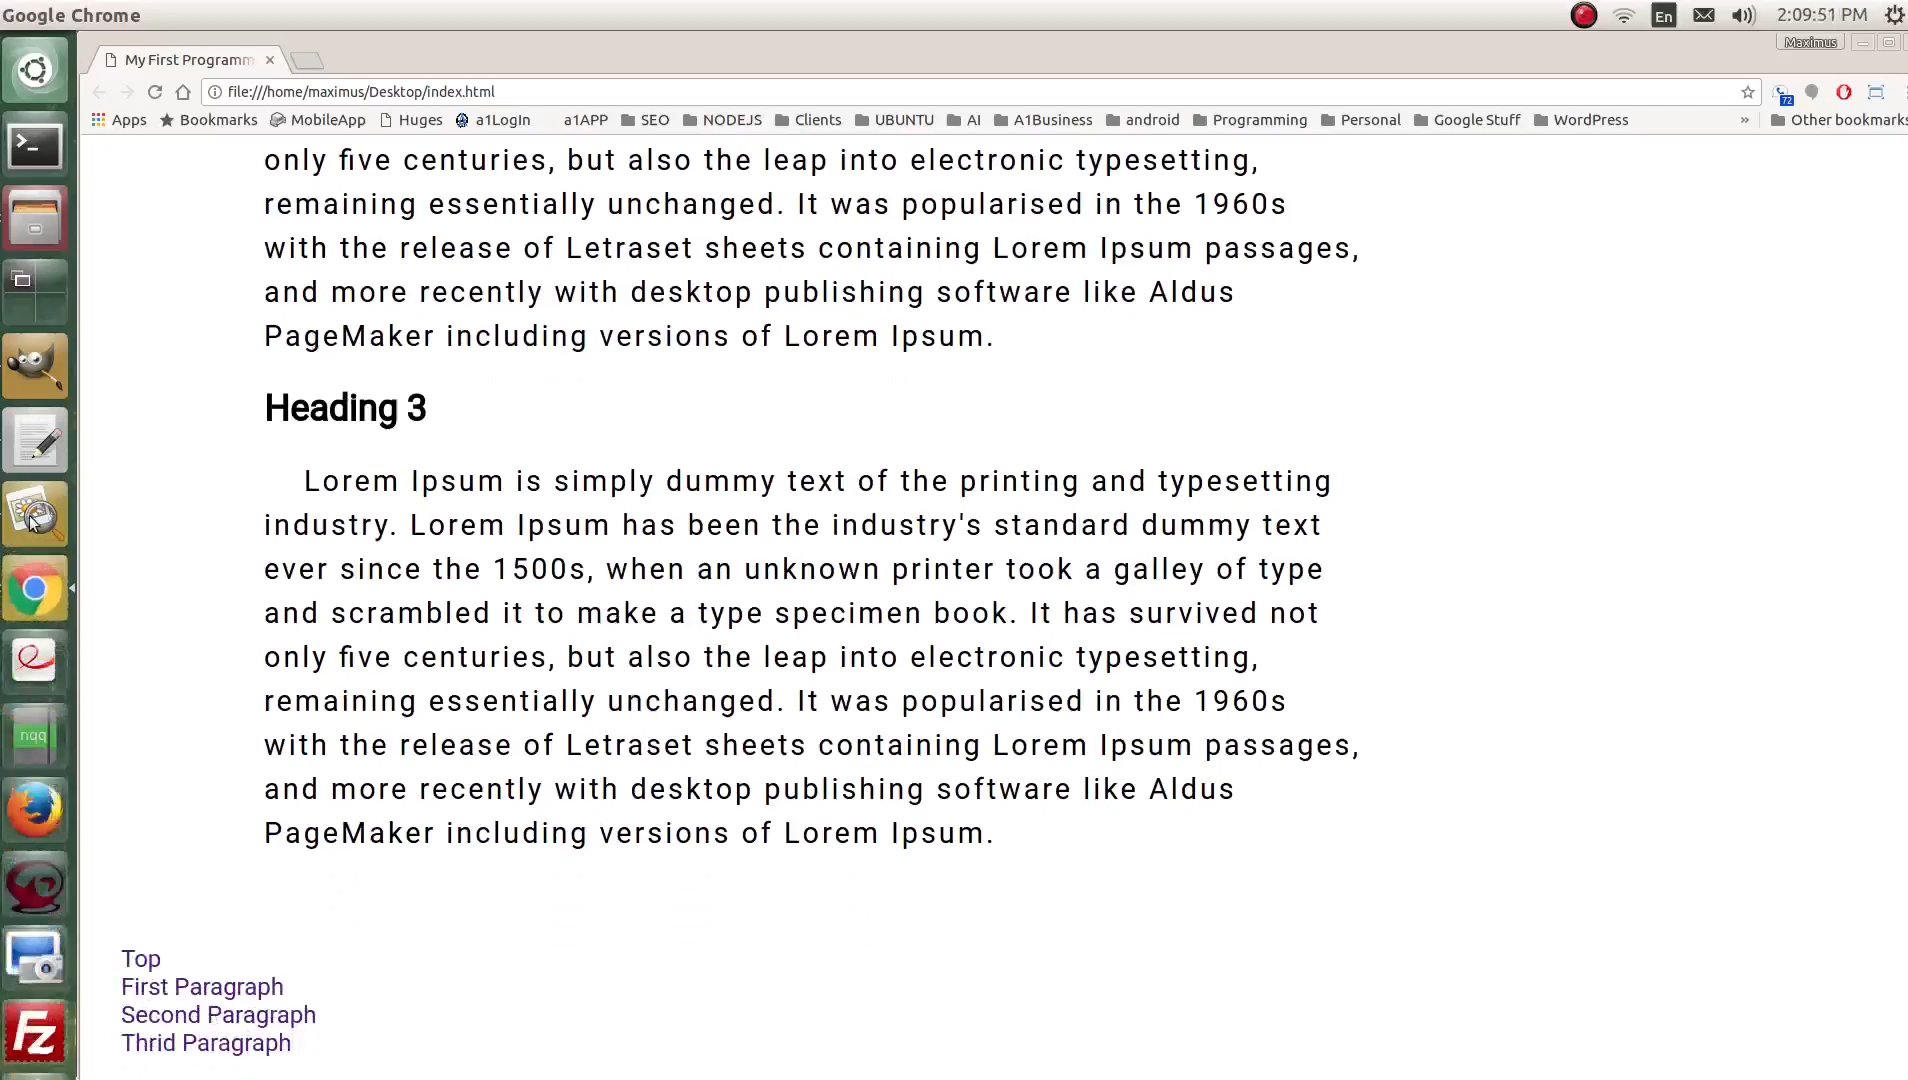 Google Chrome
En
2:09:51 PM
Maximus
My First Programm
file:///home/maximus/Desktop/index.html
72
Apps Bookmarks MobileApp Huges a1LogIn a1APP SEO NODEJS Clients UBUNTU AI A1Business android Programming Personal Google Stuff WordPress » Other bookmarks
only five centuries, but also the leap into electronic typesetting,
remaining essentially unchanged. It was popularised in the 1960s
with the release of Letraset sheets containing Lorem Ipsum passages,
and more recently with desktop publishing software like Aldus
PageMaker including versions of Lorem Ipsum.
Heading 3
Lorem Ipsum is simply dummy text of the printing and typesetting
industry. Lorem Ipsum has been the industry's standard dummy text
ever since the 1500s, when an unknown printer took a galley of type
and scrambled it to make a type specimen book. It has survived not
only five centuries, but also the leap into electronic typesetting,
remaining essentially unchanged. It was popularised in the 1960s
with the release of Letraset sheets containing Lorem Ipsum passages,
and more recently with desktop publishing software like Aldus
PageMaker including versions of Lorem Ipsum.
nqq
Top
First Paragraph
Second Paragraph
Thrid Paragraph
Fz